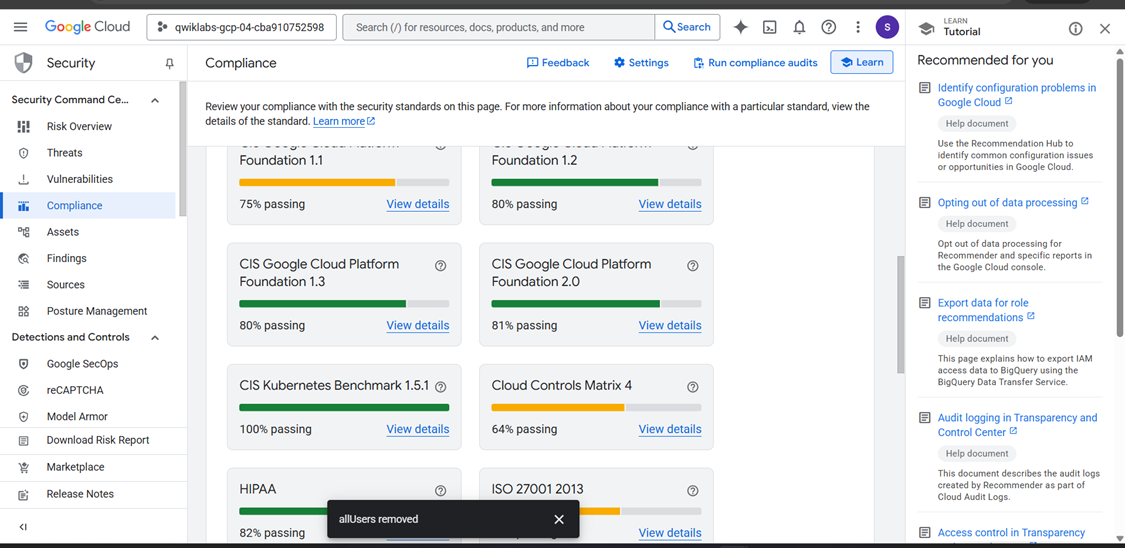 Google Cloud
qwiklabs-gcp-04-cba910752598
Search (/) for resources, docs, products, and more
Search
S
LEARN
Tutorial
Security
Compliance
Feedback
Settings
Run compliance audits
Learn
Security Command Ce...
Risk Overview
Threats
Vulnerabilities
Compliance
Assets
Findings
Sources
Posture Management
Detections and Controls
Google SecOps
reCAPTCHA
Model Armor
Download Risk Report
Marketplace
Release Notes
Review your compliance with the security standards on this page. For more information about your compliance with a particular standard, view the
details of the standard. Learn more
CIS Google Cloud Platform
Foundation 1.1
75% passing
View details
CIS Google Cloud Platform
Foundation 1.2
80% passing
View details
CIS Google Cloud Platform
Foundation 1.3
80% passing
View details
CIS Google Cloud Platform
Foundation 2.0
81% passing
View details
CIS Kubernetes Benchmark 1.5.1
100% passing
View details
Cloud Controls Matrix 4
64% passing
View details
HIPAA
82% passing
ISO 27001 2013
View details
allUsers removed
Recommended for you
Identify configuration problems in
Google Cloud
Help document
Use the Recommendation Hub to
identify common configuration issues
or opportunities in Google Cloud.
Opting out of data processing
Help document
Opt out of data processing for
Recommender and specific reports in
the Google Cloud console.
Export data for role
recommendations
Help document
This page explains how to export IAM
access data to BigQuery using the
BigQuery Data Transfer Service.
Audit logging in Transparency and
Control Center
Help document
This document describes the audit logs
created by Recommender as part of
Cloud Audit Logs.
Access control in Transparency